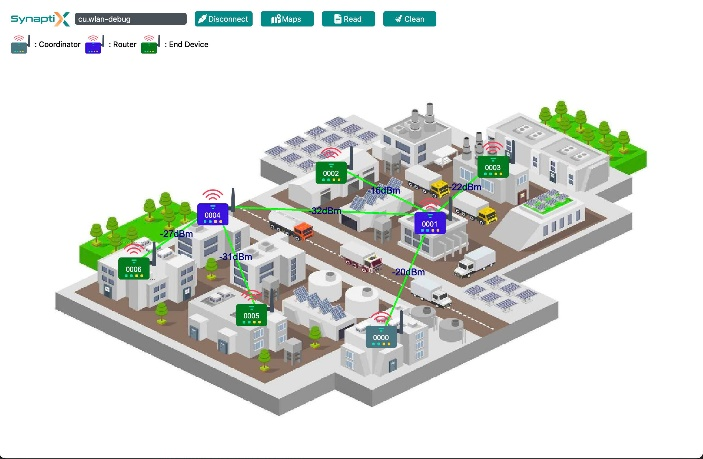 SynaptiX
cu.wlan-debug
Disconnect
Maps
Read
Clean
: Coordinator
: Router
: End Device
0002
0003
-16dBm
-22dBm
0004
-32dBm
0001
-27dBm
-31dBm
0006
-20dBm
0005
0000